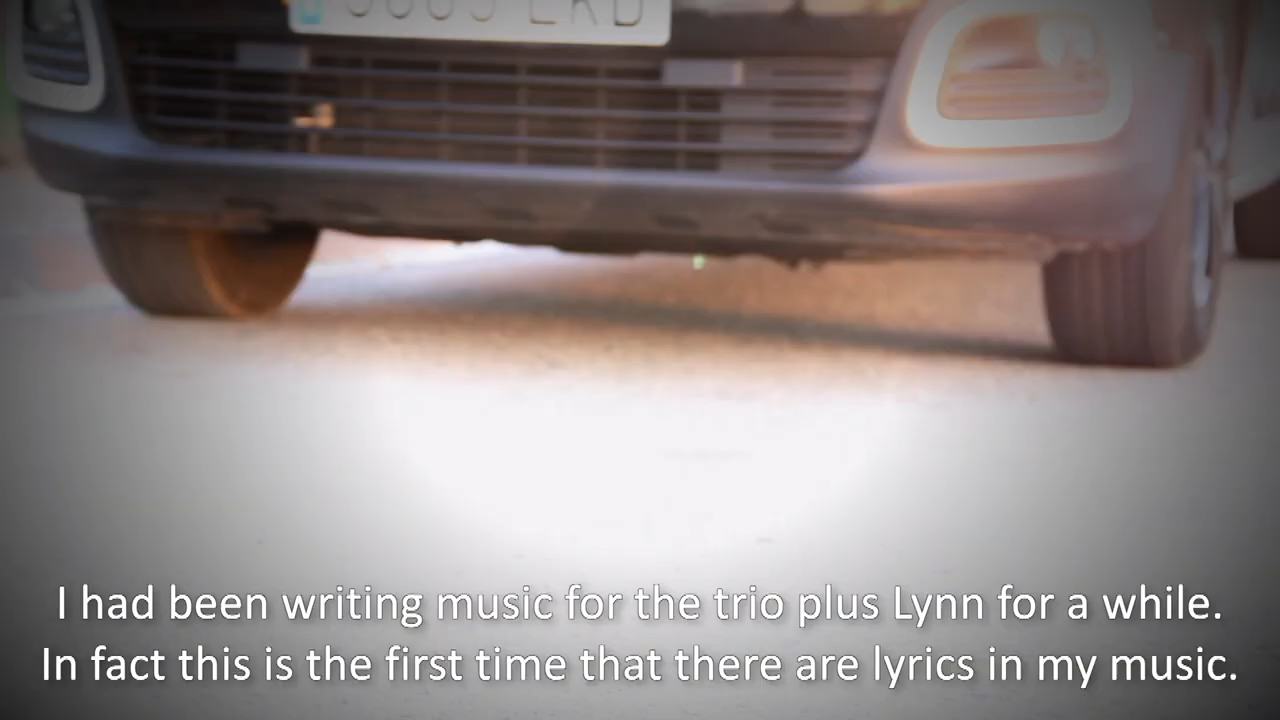 I had been writing music for the trio plus Lynn for a while.
In fact this is the first time that there are lyrics in my music.